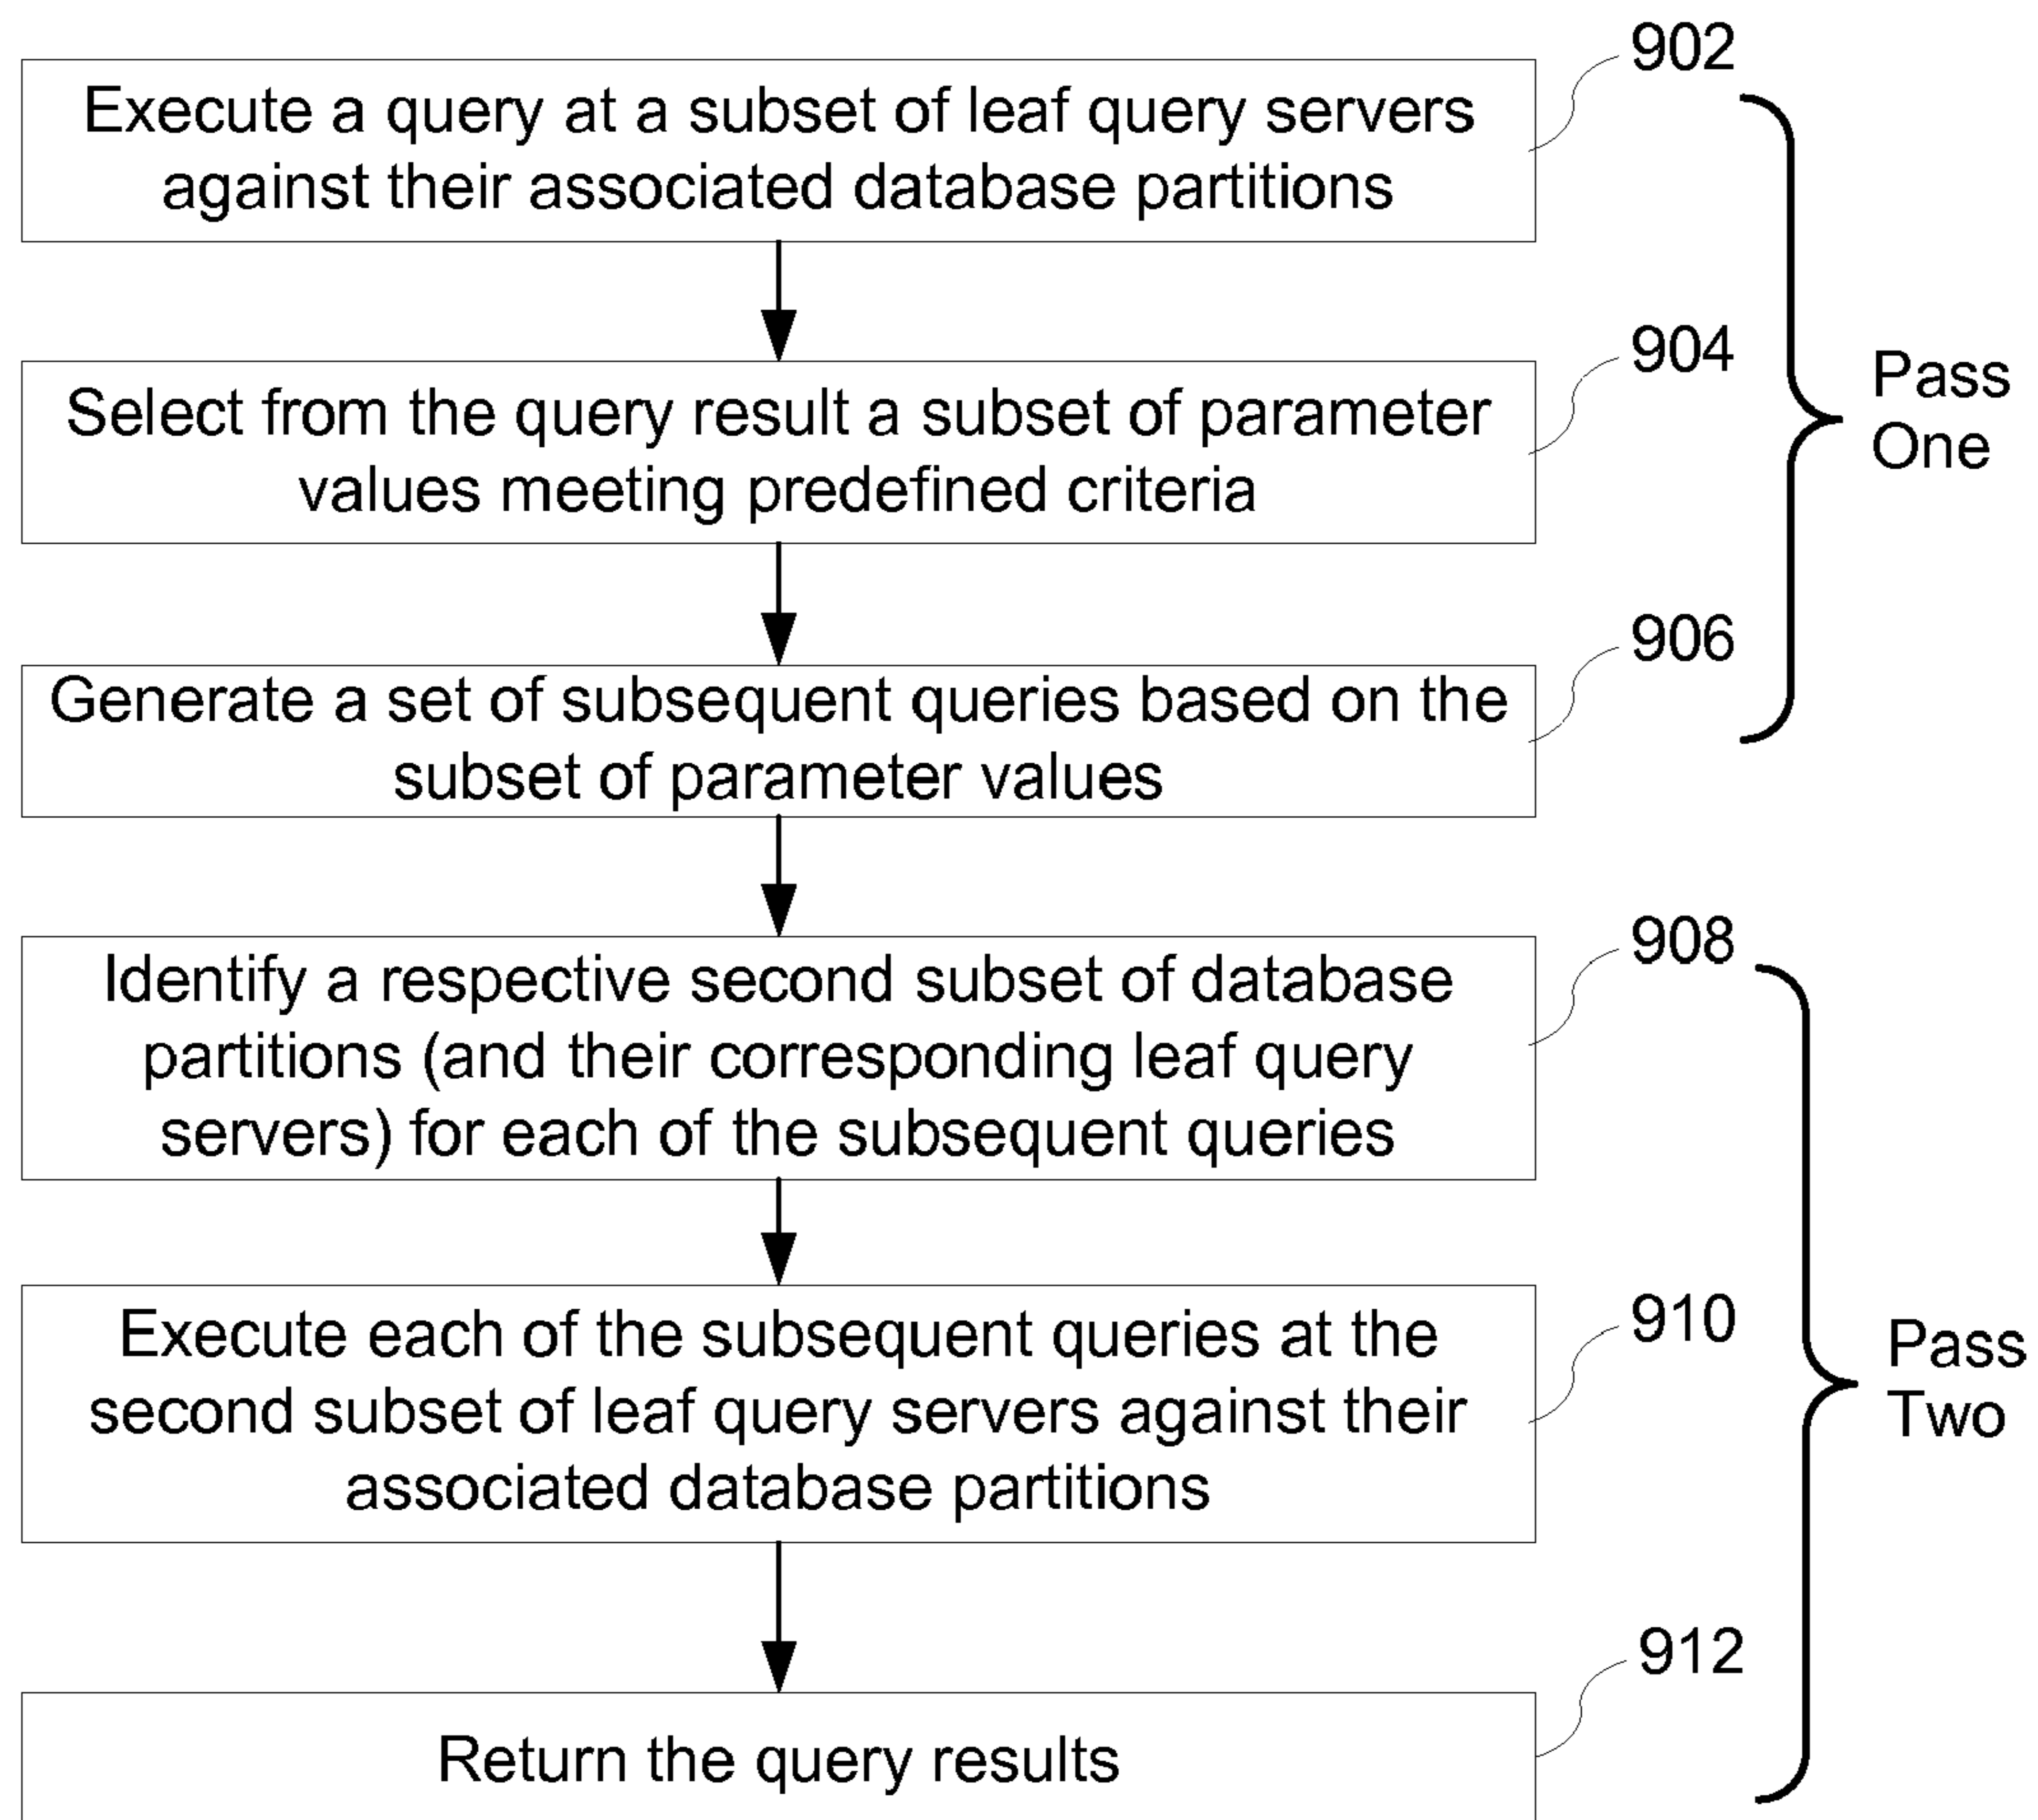 902
Execute a query at a subset of leaf query servers
against their associated database partitions
904
Select from the query result a subset of parameter
values meeting predefined criteria
Pass
One
906
Generate a set of subsequent queries based on the
subset of parameter values
908
Identify a respective second subset of database
partitions (and their corresponding leaf query
servers) for each of the subsequent queries
910
Execute each of the subsequent queries at the
second subset of leaf query servers against their
associated database partitions
Pass
Two
912
Return the query results